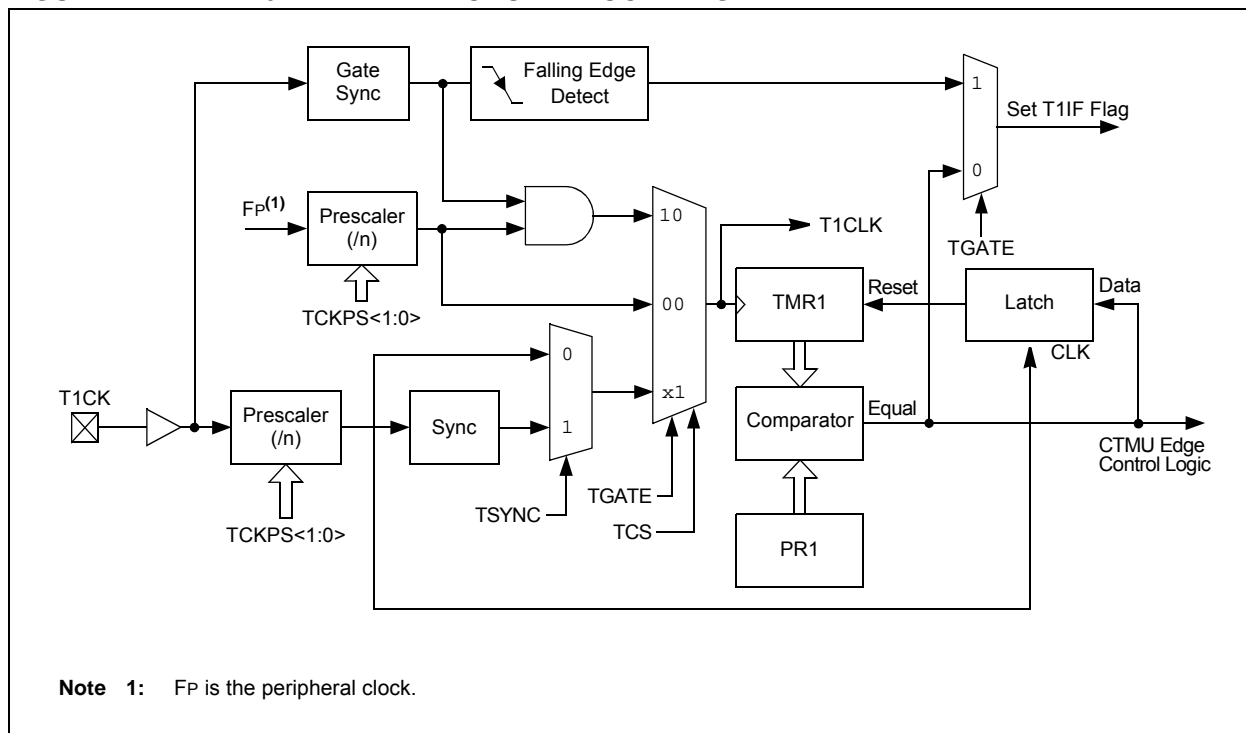 Gate
Sync
Falling Edge
Detect
1
0
Set T1IF Flag
TGATE
FP(1)
Prescaler
(/n)
TCKPS<1:0>
10
00
x1
T1CLK
TMR1
Reset
Latch
Data
CLK
T1CK
Prescaler
(/n)
TCKPS<1:0>
Sync
0
1
TSYNC
TGATE
TCS
Comparator
Equal
PR1
CTMU Edge
Control Logic
Note 1: FP is the peripheral clock.